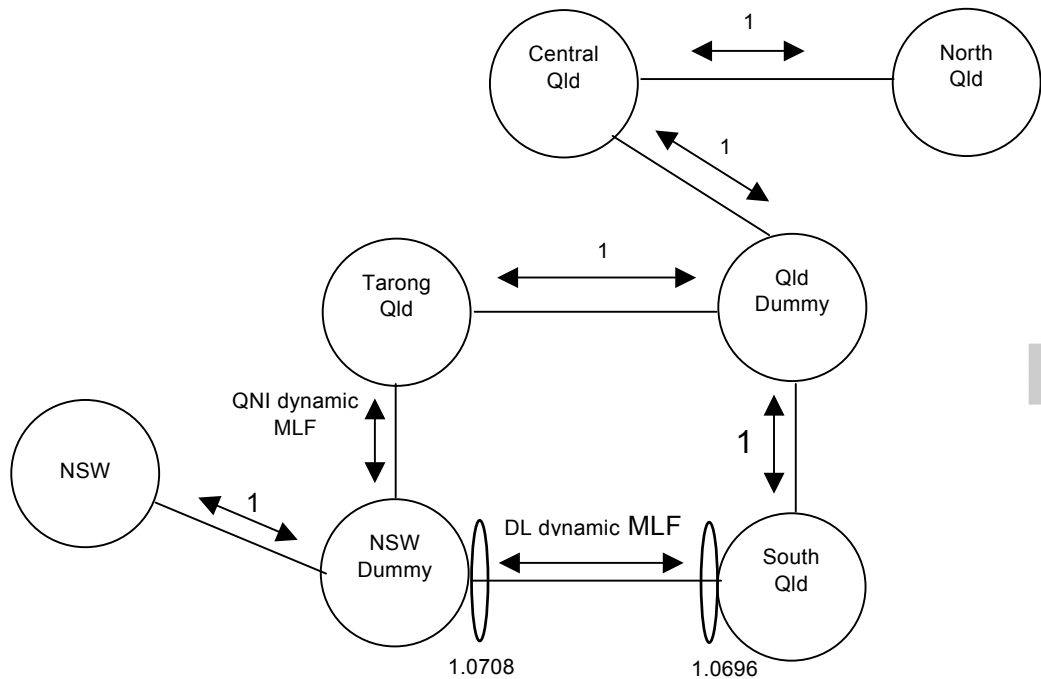 1
Central
Qld
North
Qld
1
1
Tarong
Qld
Qld
Dummy
QNI dynamic
MLF
1
NSW
1
NSW
Dummy
DL dynamic MLF
South
Qld
1.0708
1.0696